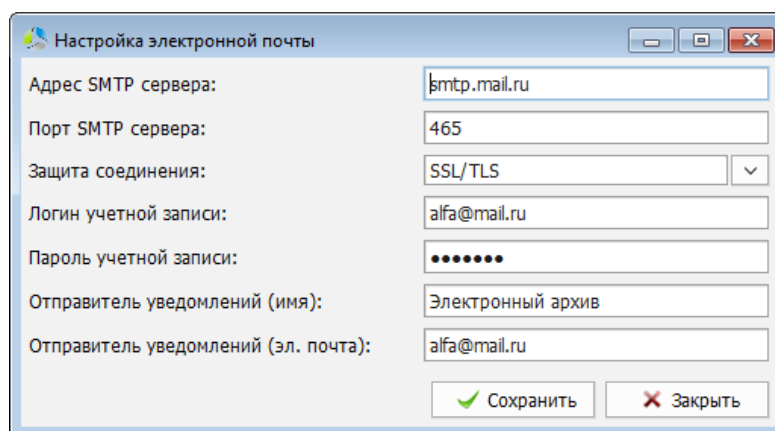 Настройка электронной почты
Адрес SMTP сервера: smtp.mail.ru
Порт SMTP сервера: 465
Защита соединения: SSL/TLS
Логин учетной записи: alfa@mail.ru
Пароль учетной записи: •••••••
Отправитель уведомлений (имя): Электронный архив
Отправитель уведомлений (эл. почта): alfa@mail.ru
Сохранить Закрыть